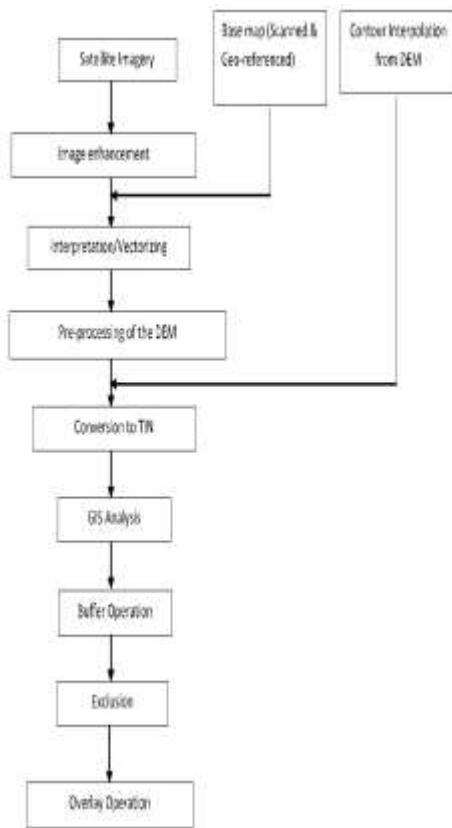 Base map (Scanned &
Geo-referenced)
Contour Interpolation
from DEM
Satellite Imagery
Image enhancement
Interpretation/Vectorizing
Pre-processing of the DEM
Conversion to TIN
GIS Analysis
Buffer Operation
Exclusion
Overlay Operation